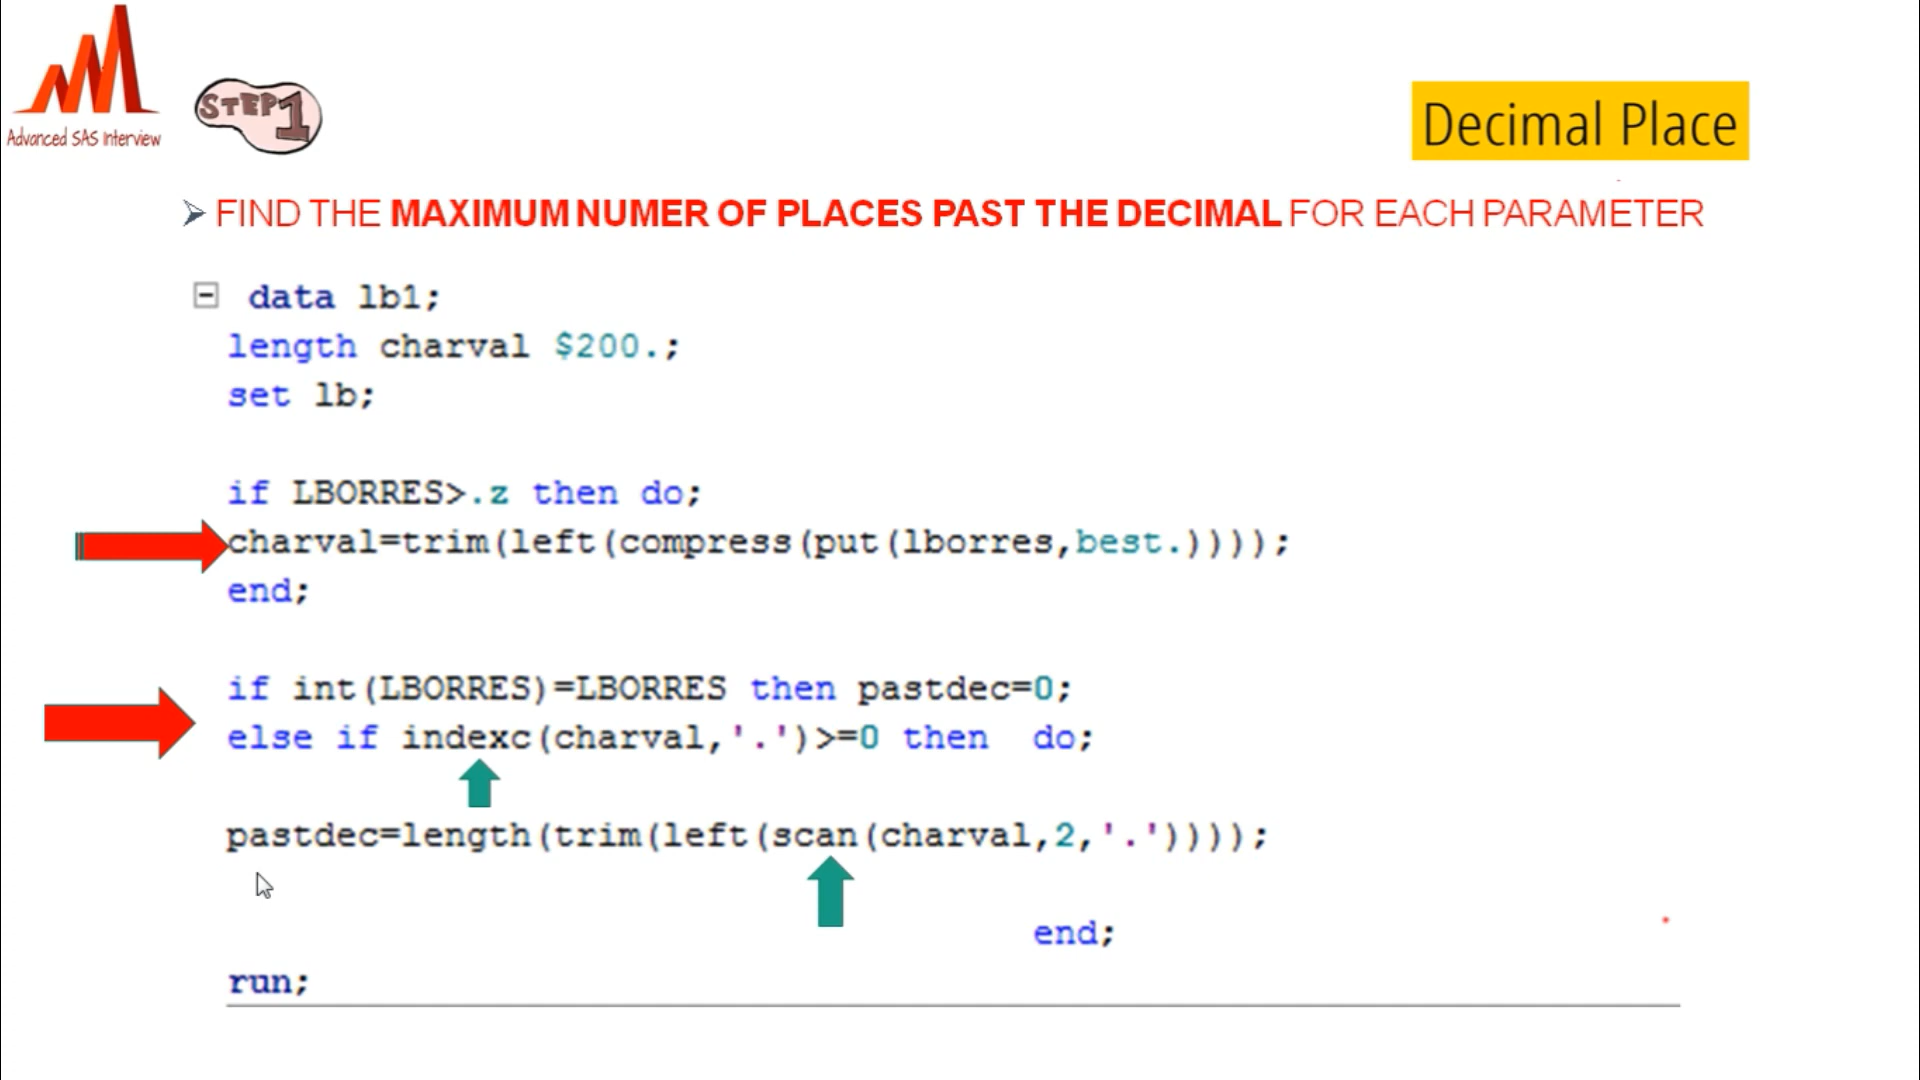 Advanced SAS Interview
STEP 1
Decimal Place
FIND THE MAXIMUM NUMER OF PLACES PAST THE DECIMAL FOR EACH PARAMETER
data lb1;
length charval $200.;
set lb;
if LBORRES>.z then do;
charval=trim(left(compress(put(lborres,best.))));
end;
if int(LBORRES)=LBORRES then pastdec=0;
else if indexc(charval,'.')>=0 then do;
pastdec=length(trim(left(scan(charval,2,'.'))));
end;
run;